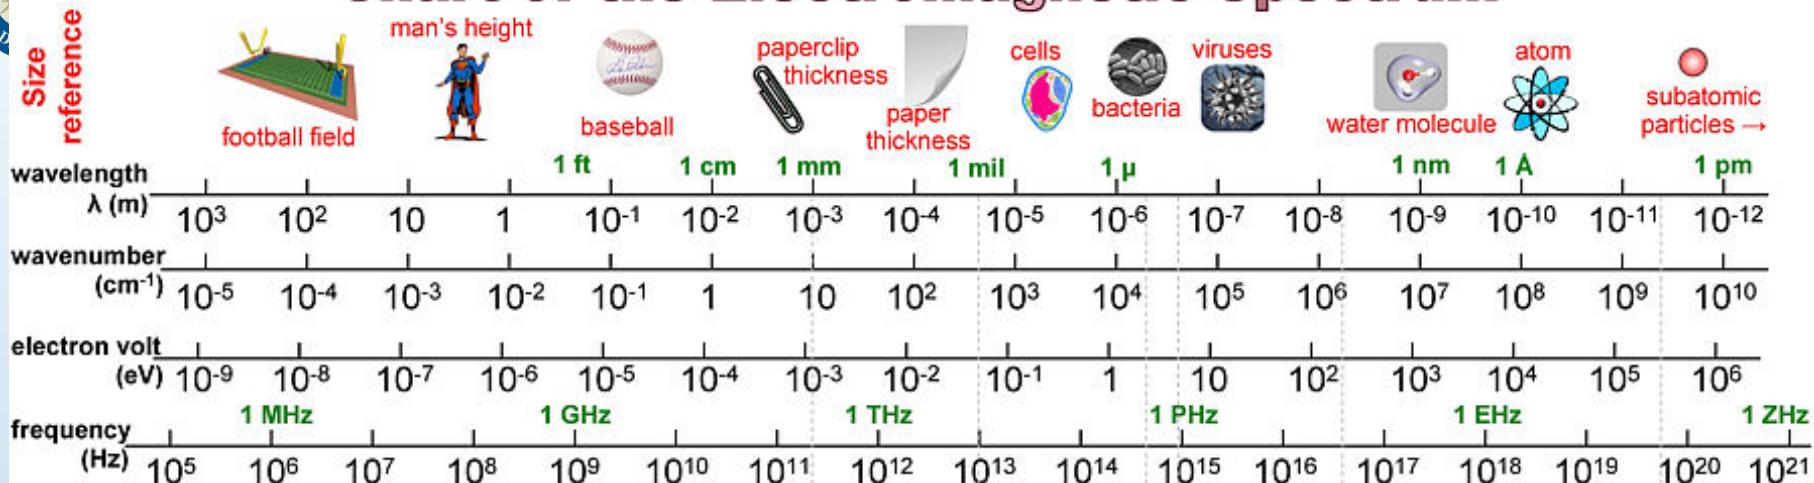 Chart of the Electromagnetic Spectrum
Size reference
football field
man's height
baseball
paperclip thickness
paper thickness
cells
bacteria
viruses
water molecule
atom
subatomic particles →
1 ft 1 cm 1 mm 1 mil 1 µ 1 nm 1 Å 1 pm
wavelength
λ (m) 10³ 10² 10 1 10⁻¹ 10⁻² 10⁻³ 10⁻⁴ 10⁻⁵ 10⁻⁶ 10⁻⁷ 10⁻⁸ 10⁻⁹ 10⁻¹⁰ 10⁻¹¹ 10⁻¹²
wavenumber
(cm⁻¹) 10⁻⁵ 10⁻⁴ 10⁻³ 10⁻² 10⁻¹ 1 10 10² 10³ 10⁴ 10⁵ 10⁶ 10⁷ 10⁸ 10⁹ 10¹⁰
electron volt
(eV) 10⁻⁹ 10⁻⁸ 10⁻⁷ 10⁻⁶ 10⁻⁵ 10⁻⁴ 10⁻³ 10⁻² 10⁻¹ 1 10 10² 10³ 10⁴ 10⁵ 10⁶
1 MHz 1 GHz 1 THz 1 PHz 1 EHz 1 ZHz
frequency
(Hz) 10⁵ 10⁶ 10⁷ 10⁸ 10⁹ 10¹⁰ 10¹¹ 10¹² 10¹³ 10¹⁴ 10¹⁵ 10¹⁶ 10¹⁷ 10¹⁸ 10¹⁹ 10²⁰ 10²¹